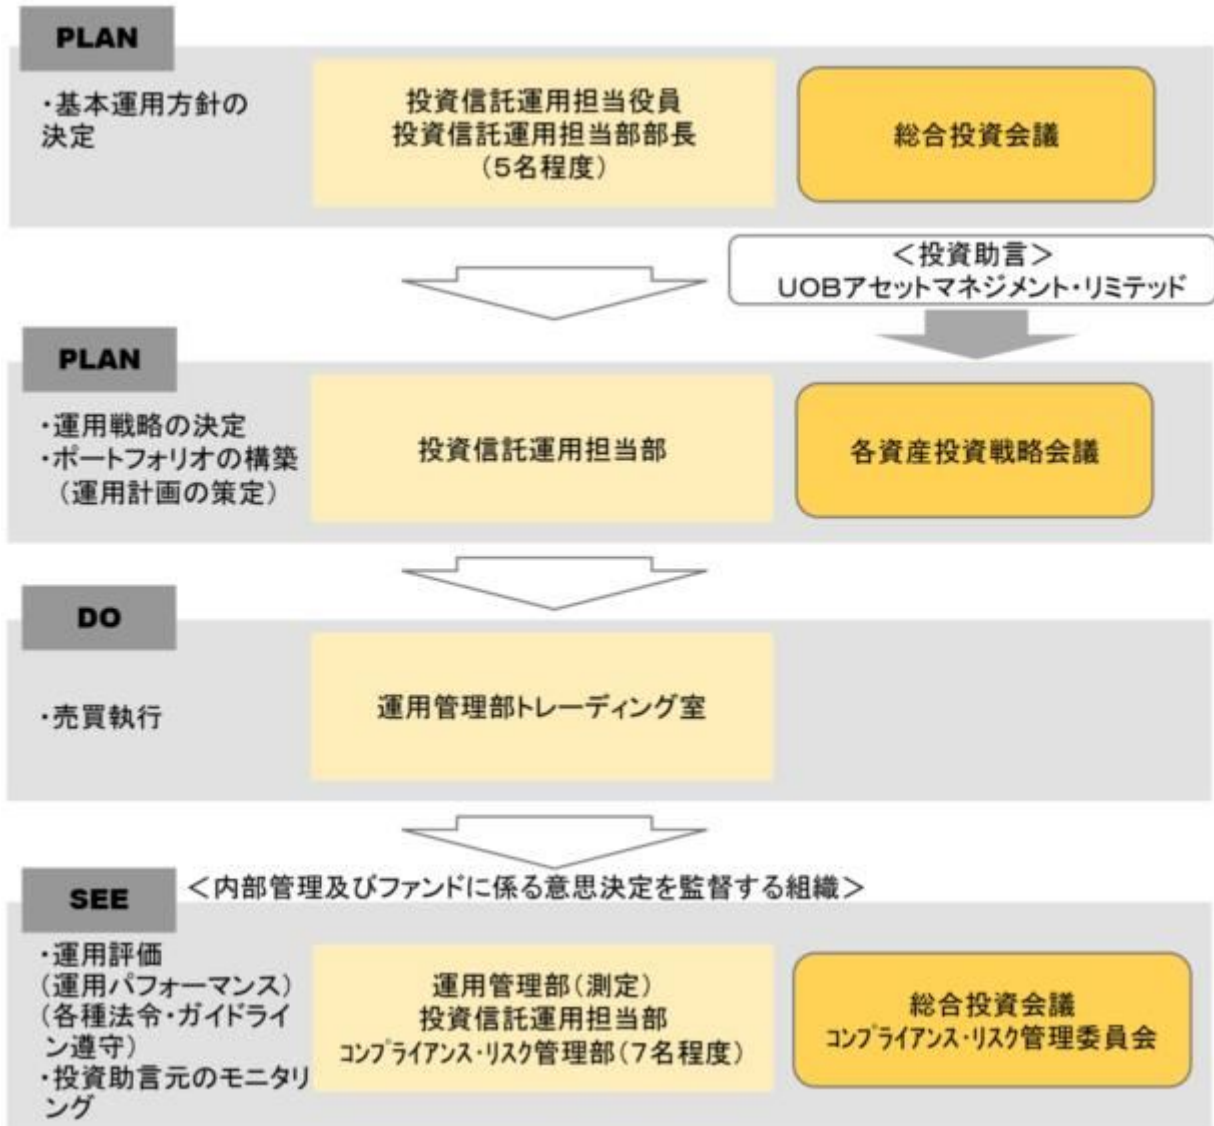 PLAN
・基本運用方針の
決定
投資信託運用担当役員
投資信託運用担当部部長
（5名程度）
総合投資会議
＜投資助言＞
UOBアセットマネジメント・リミテッド
PLAN
・運用戦略の決定
・ポートフォリオの構築
（運用計画の策定）
投資信託運用担当部
各資産投資戦略会議
DO
・売買執行
運用管理部トレーディング室
SEE
＜内部管理及びファンドに係る意思決定を監督する組織＞
・運用評価
（運用パフォーマンス）
（各種法令・ガイドライ
ン遵守）
・投資助言元のモニタリ
ング
運用管理部（測定）
投資信託運用担当部
コンプライアンス・リスク管理部（7名程度）
総合投資会議
コンプライアンス・リスク管理委員会